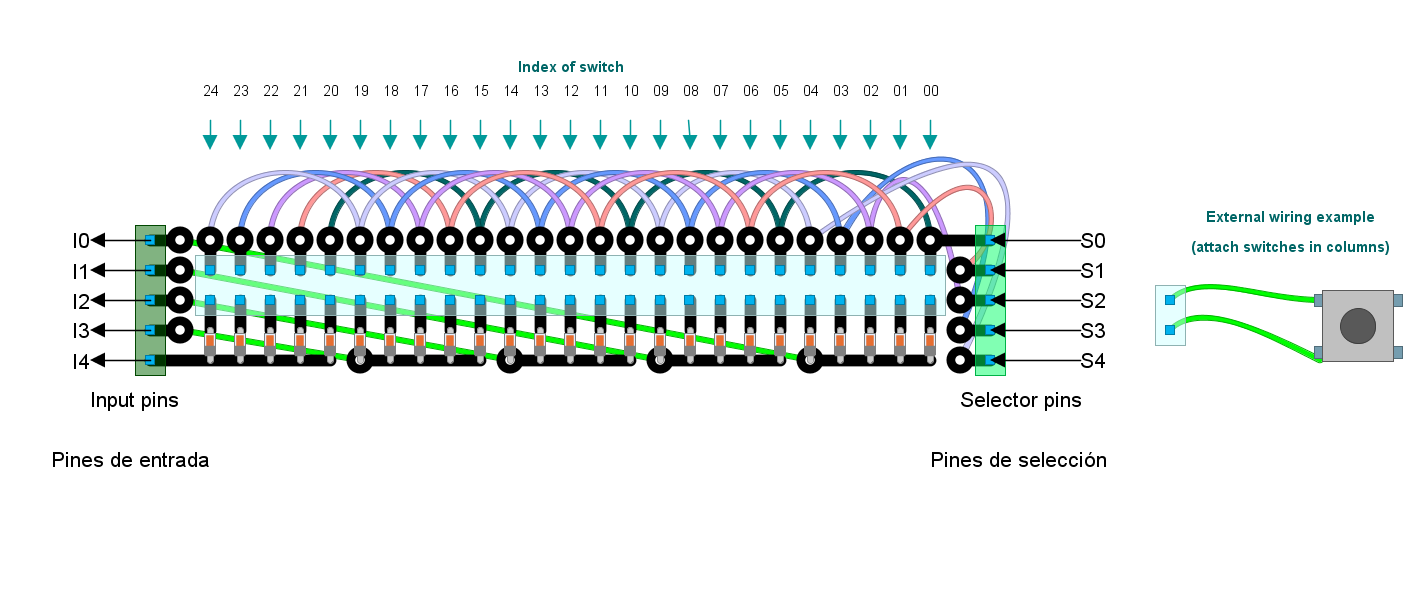 Index of switch
24 23 22 21 20 19 18 17 16 15 14 13 12 11 10 09 08 07 06 05 04 03 02 01 00
External wiring example
(attach switches in columns)
I0
I1
I2
I3
I4
S0
S1
S2
S3
S4
Input pins
Selector pins
Pines de entrada
Pines de selección